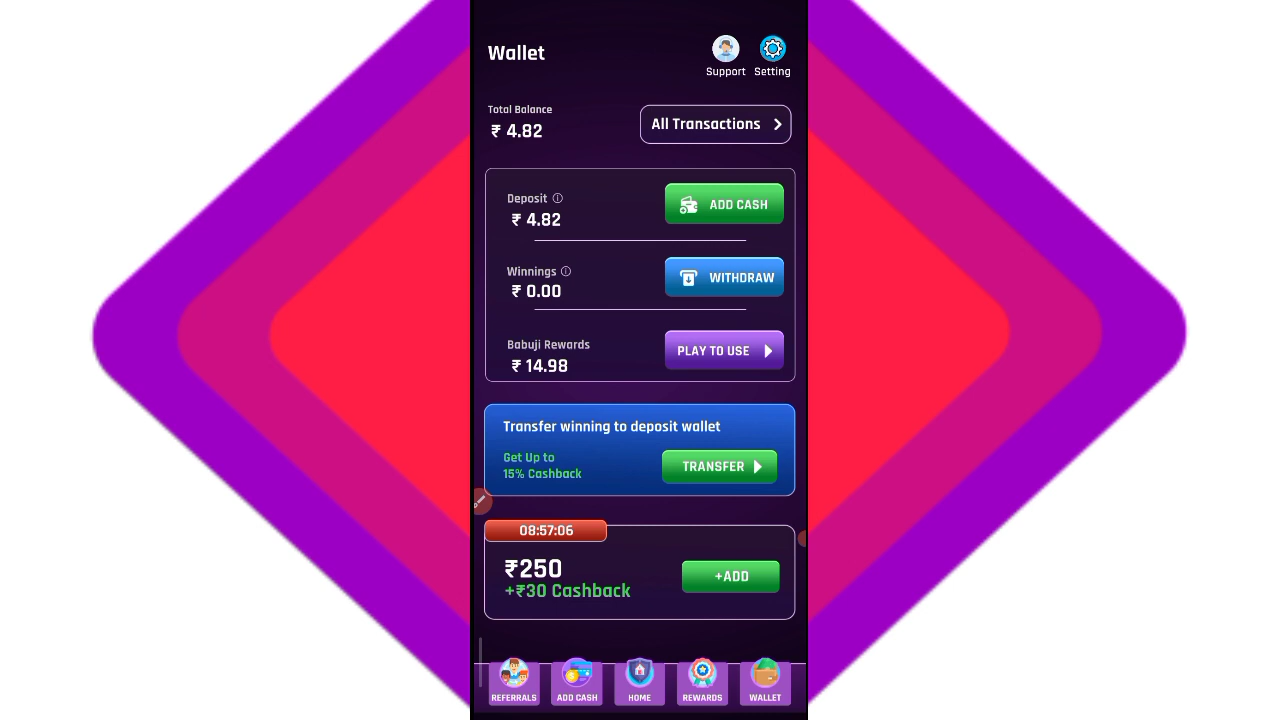 Wallet
Support
Setting
Total Balance
₹ 4.82
All Transactions
Deposit
₹ 4.82
ADD CASH
Winnings
₹ 0.00
WITHDRAW
Babuji Rewards
₹ 14.98
PLAY TO USE
Transfer winning to deposit wallet
Get Up to
15% Cashback
TRANSFER
08:57:06
₹250
+₹30 Cashback
+ADD
REFERRALS
ADD CASH
HOME
REWARDS
WALLET